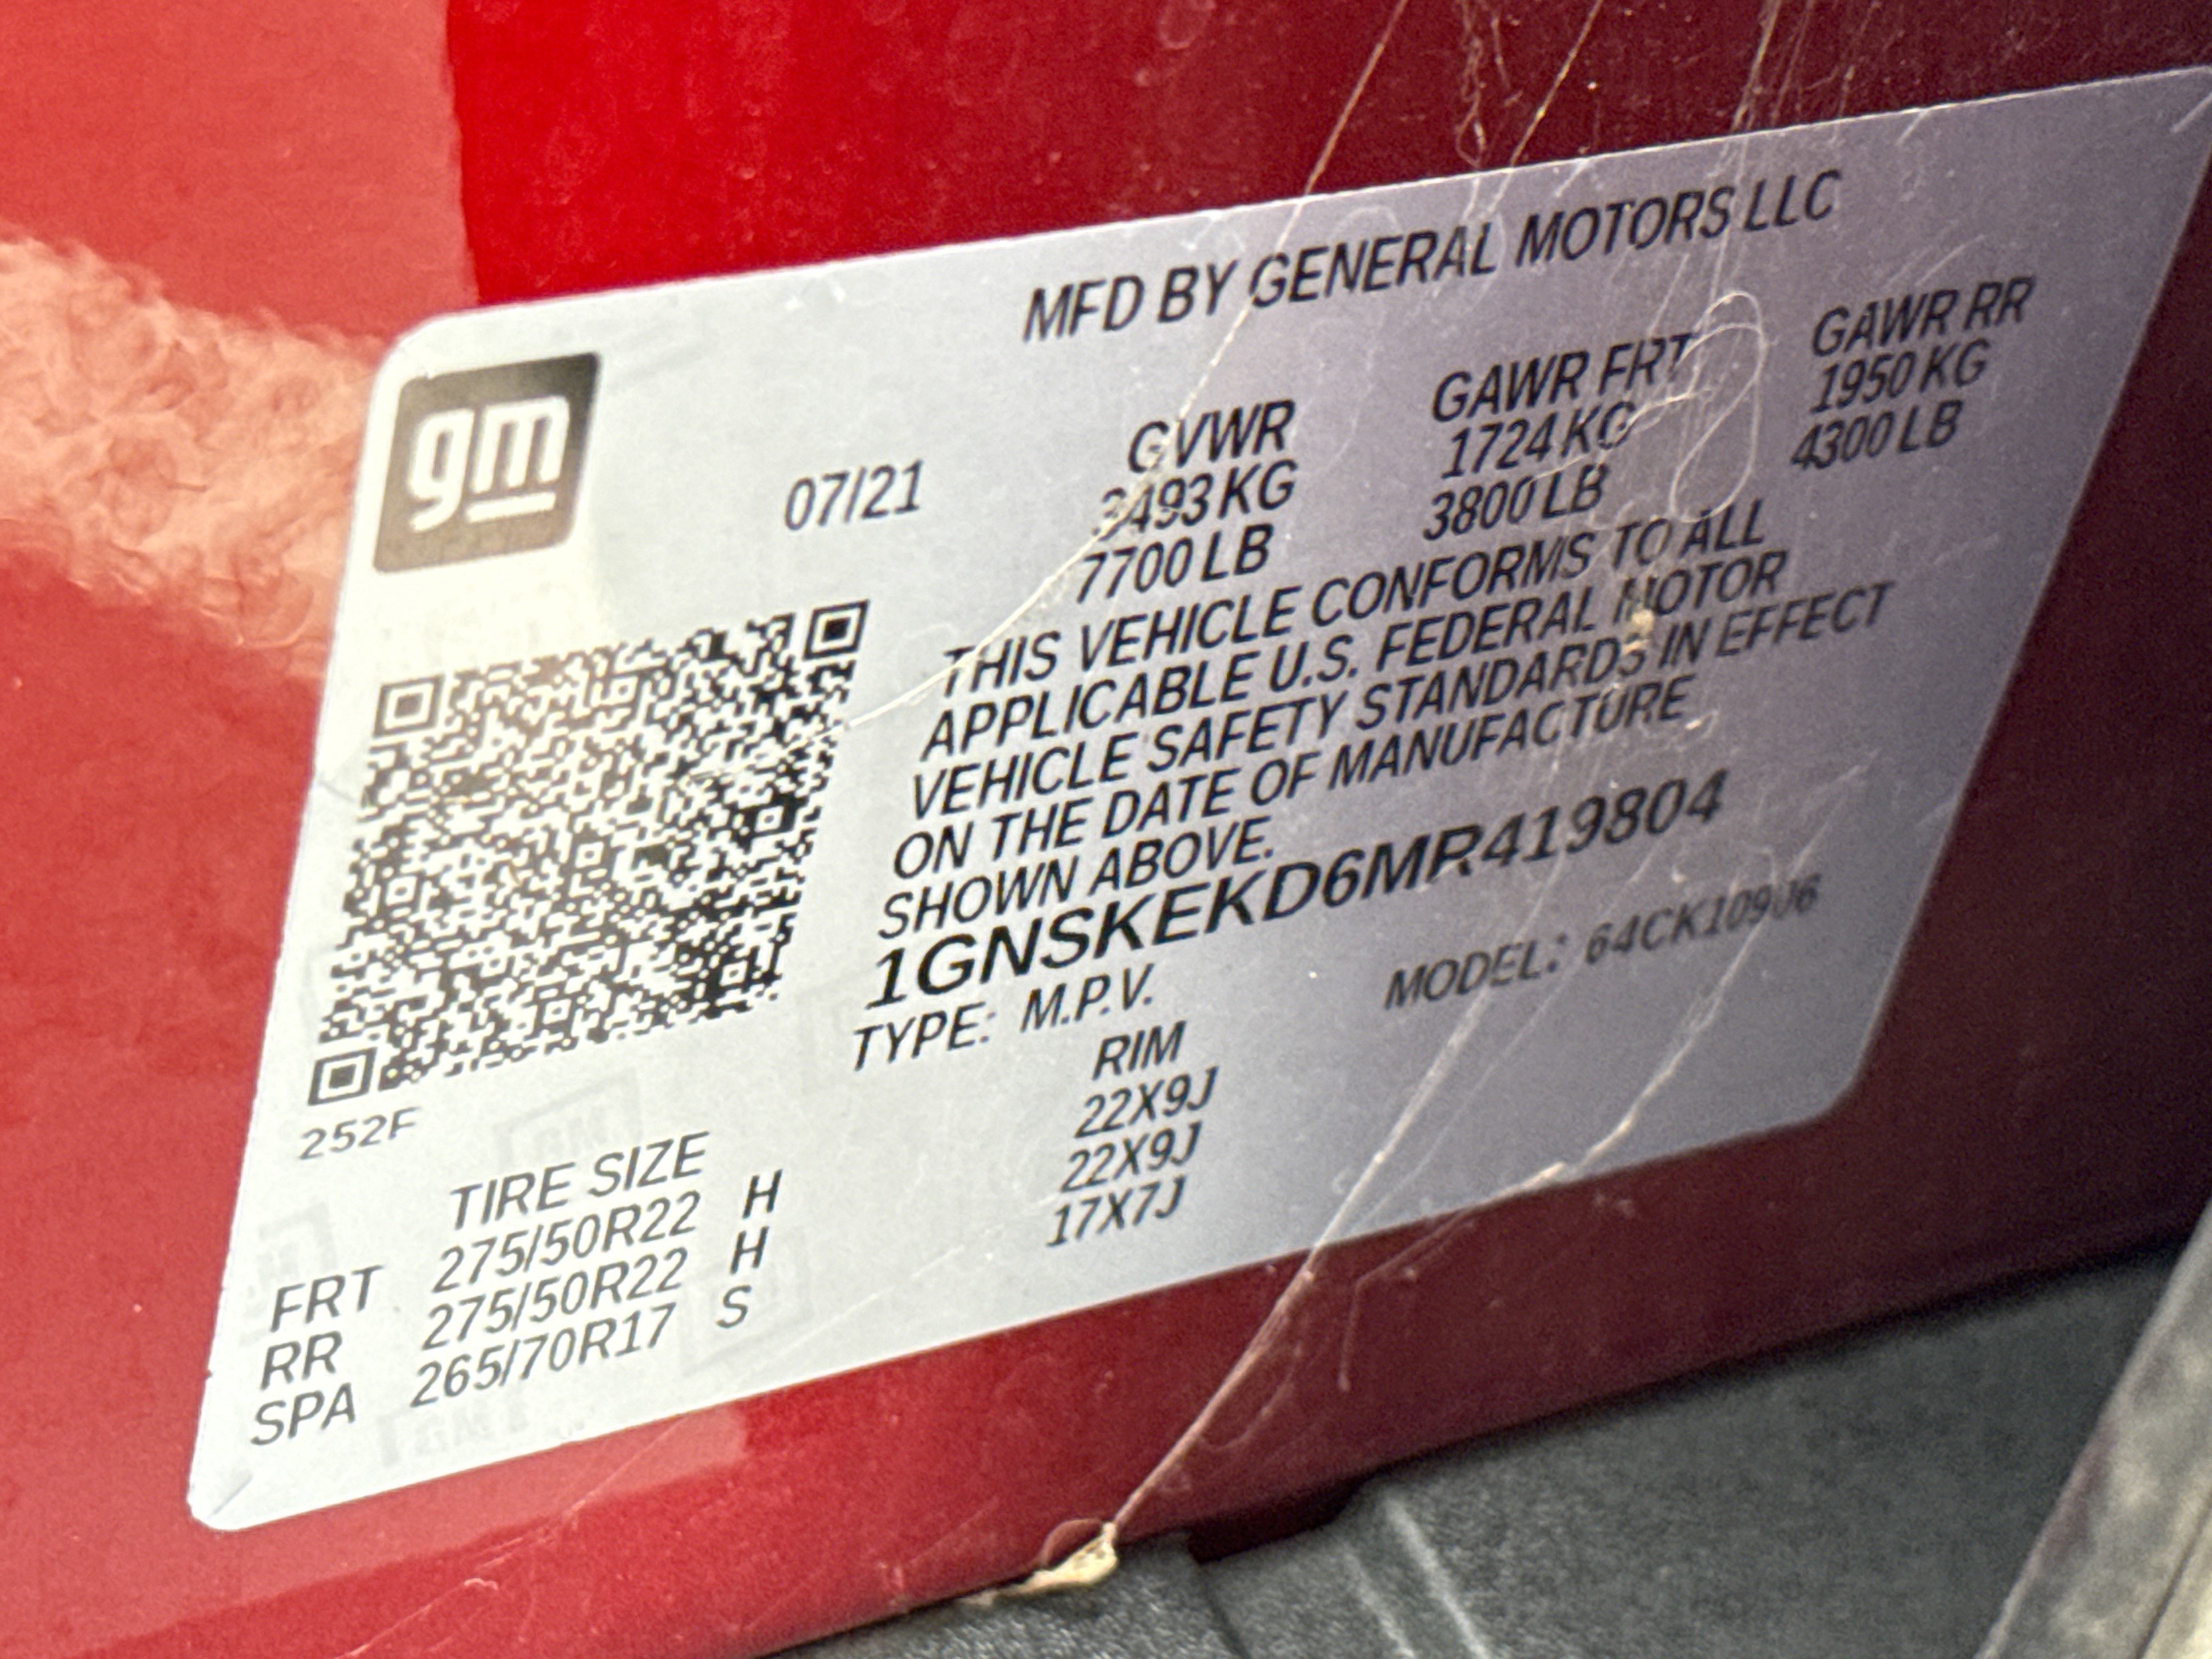 MFD BY GENERAL MOTORS LLC
gm
07/21
GVWR GAWR FRT GAWR RR
3493 KG 1724 KG 1950 KG
7700 LB 3800 LB 4300 LB
THIS VEHICLE CONFORMS TO ALL
APPLICABLE U.S. FEDERAL MOTOR
VEHICLE SAFETY STANDARDS IN EFFECT
ON THE DATE OF MANUFACTURE
SHOWN ABOVE.
1GNSKEKD6MR419804
TYPE: M.P.V. MODEL: 64CK10906
252F
TIRE SIZE RIM
FRT 275/50R22 H 22X9J
RR 275/50R22 H 22X9J
SPA 265/70R17 S 17X7J